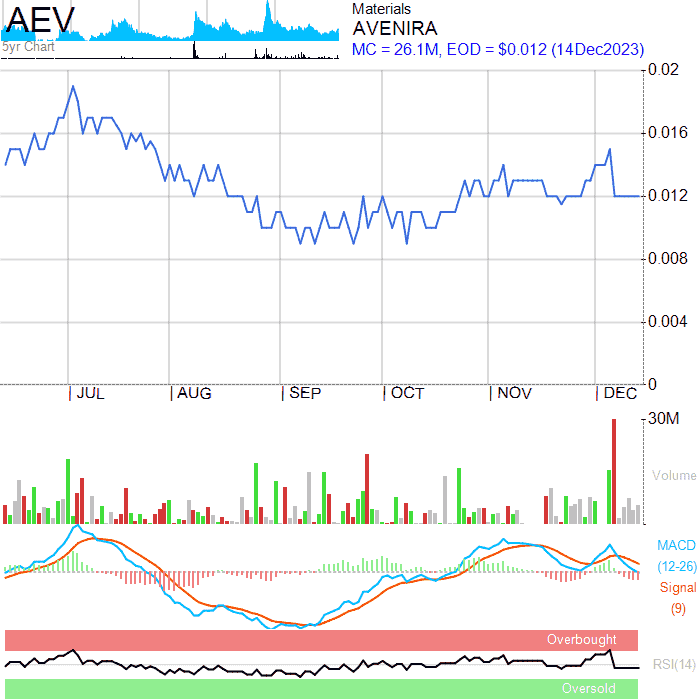 AEV
5yr Chart
Materials
AVENIRA
MC = 26.1M, EOD = $0.012 (14Dec2023)
0.02
0.016
0.012
0.008
0.004
0
JUL AUG SEP OCT NOV DEC
30M
Volume
MACD
(12-26)
Signal
(9)
Overbought
RSI(14)
Oversold